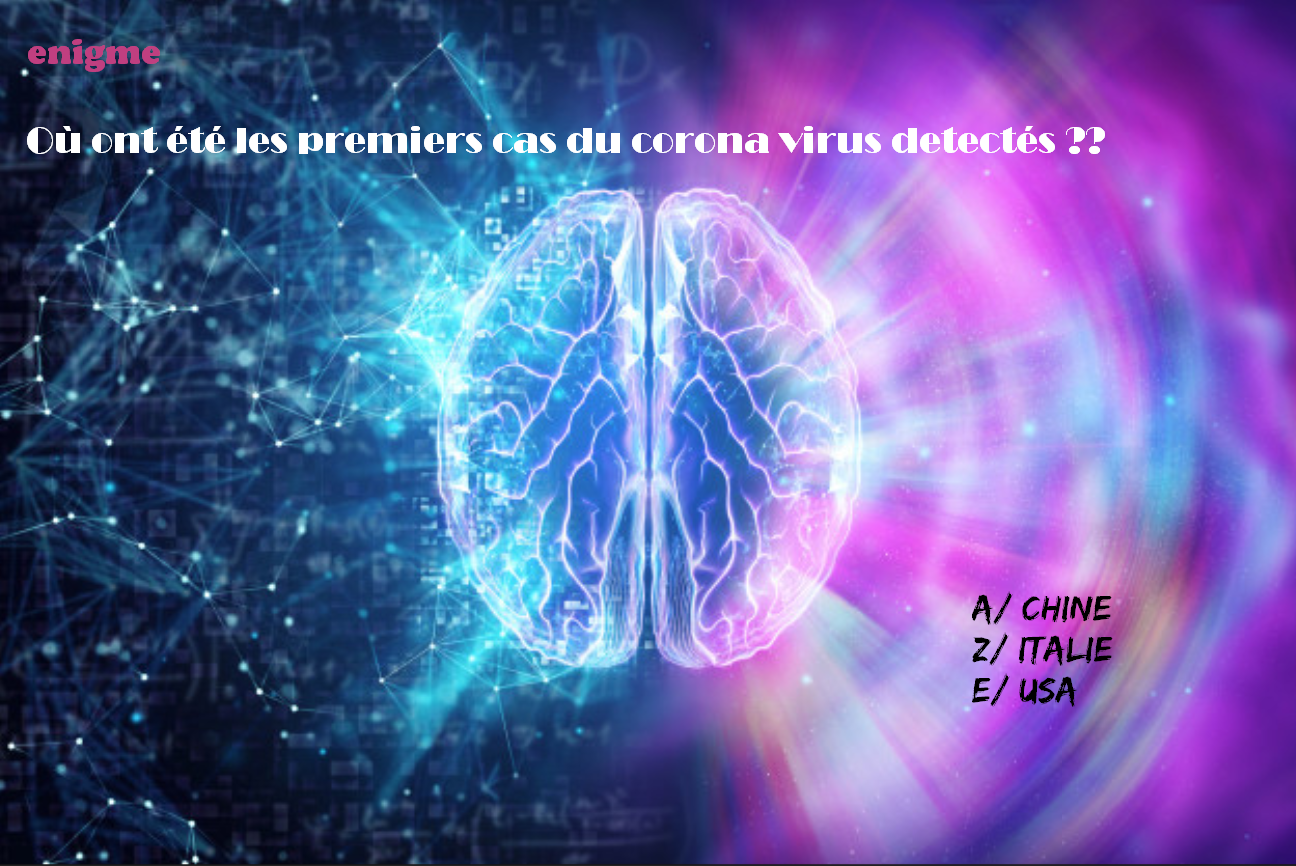 enigme
Où ont été les premiers cas du corona virus detectés ??
A/ CHINE
Z/ ITALIE
E/ USA